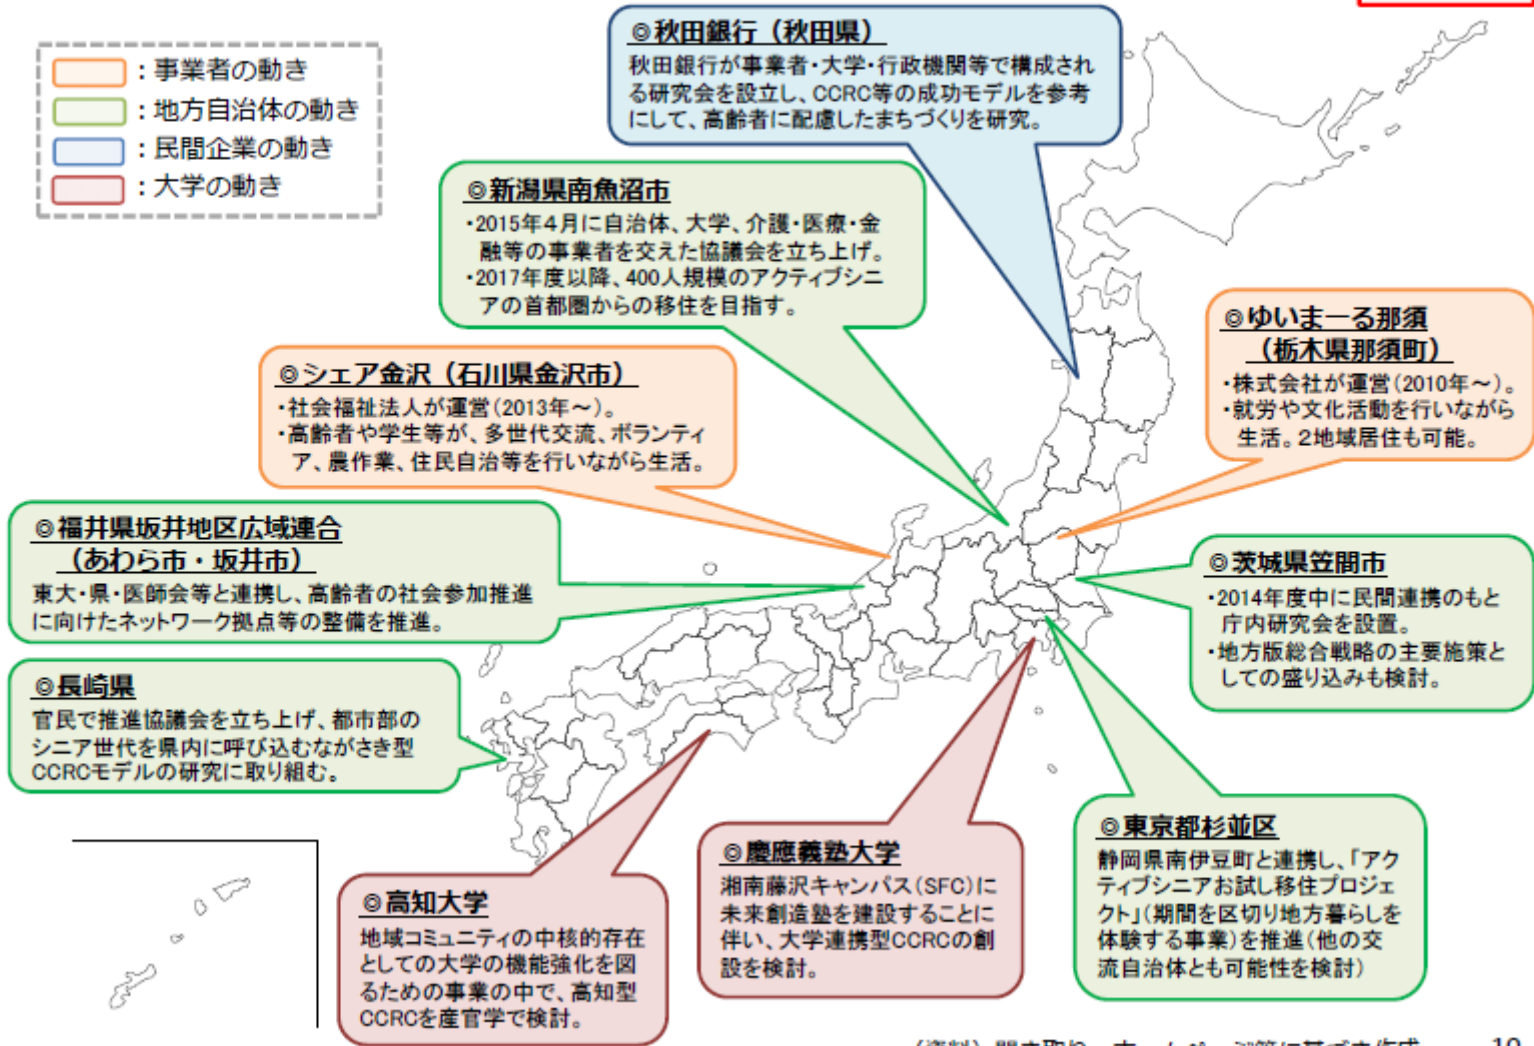 ：事業者の動き
：地方自治体の動き
：民間企業の動き
：大学の動き
◎秋田銀行（秋田県）
秋田銀行が事業者・大学・行政機関等で構成され
る研究会を設立し、CCRC等の成功モデルを参考
にして、高齢者に配慮したまちづくりを研究。
◎新潟県南魚沼市
・2015年4月に自治体、大学、介護・医療・金
融等の事業者を交えた協議会を立ち上げ。
・2017年度以降、400人規模のアクティブシニ
アの首都圏からの移住を目指す。
◎ゆいまーる那須
（栃木県那須町）
・株式会社が運営（2010年～）。
・就労や文化活動を行いながら
生活。2地域居住も可能。
◎シェア金沢（石川県金沢市）
・社会福祉法人が運営（2013年～）。
・高齢者や学生等が、多世代交流、ボランティ
ア、農作業、住民自治等を行いながら生活。
◎福井県坂井地区広域連合
（あわら市・坂井市）
東大・県・医師会等と連携し、高齢者の社会参加推進
に向けたネットワーク拠点等の整備を推進。
◎茨城県笠間市
・2014年度中に民間連携のもと
庁内研究会を設置。
・地方版総合戦略の主要施策と
しての盛り込みも検討。
◎長崎県
官民で推進協議会を立ち上げ、都市部の
シニア世代を県内に呼び込むながさき型
CCRCモデルの研究に取り組む。
◎高知大学
地域コミュニティの中核的存在
としての大学の機能強化を図
るための事業の中で、高知型
CCRCを産官学で検討。
◎慶應義塾大学
湘南藤沢キャンパス（SFC）に
未来創造塾を建設することに
伴い、大学連携型CCRCの創
設を検討。
◎東京都杉並区
静岡県南伊豆町と連携し、「アク
ティブシニアお試し移住プロジェ
クト」（期間を区切り地方暮らしを
体験する事業）を推進（他の交
流自治体とも可能性を検討）